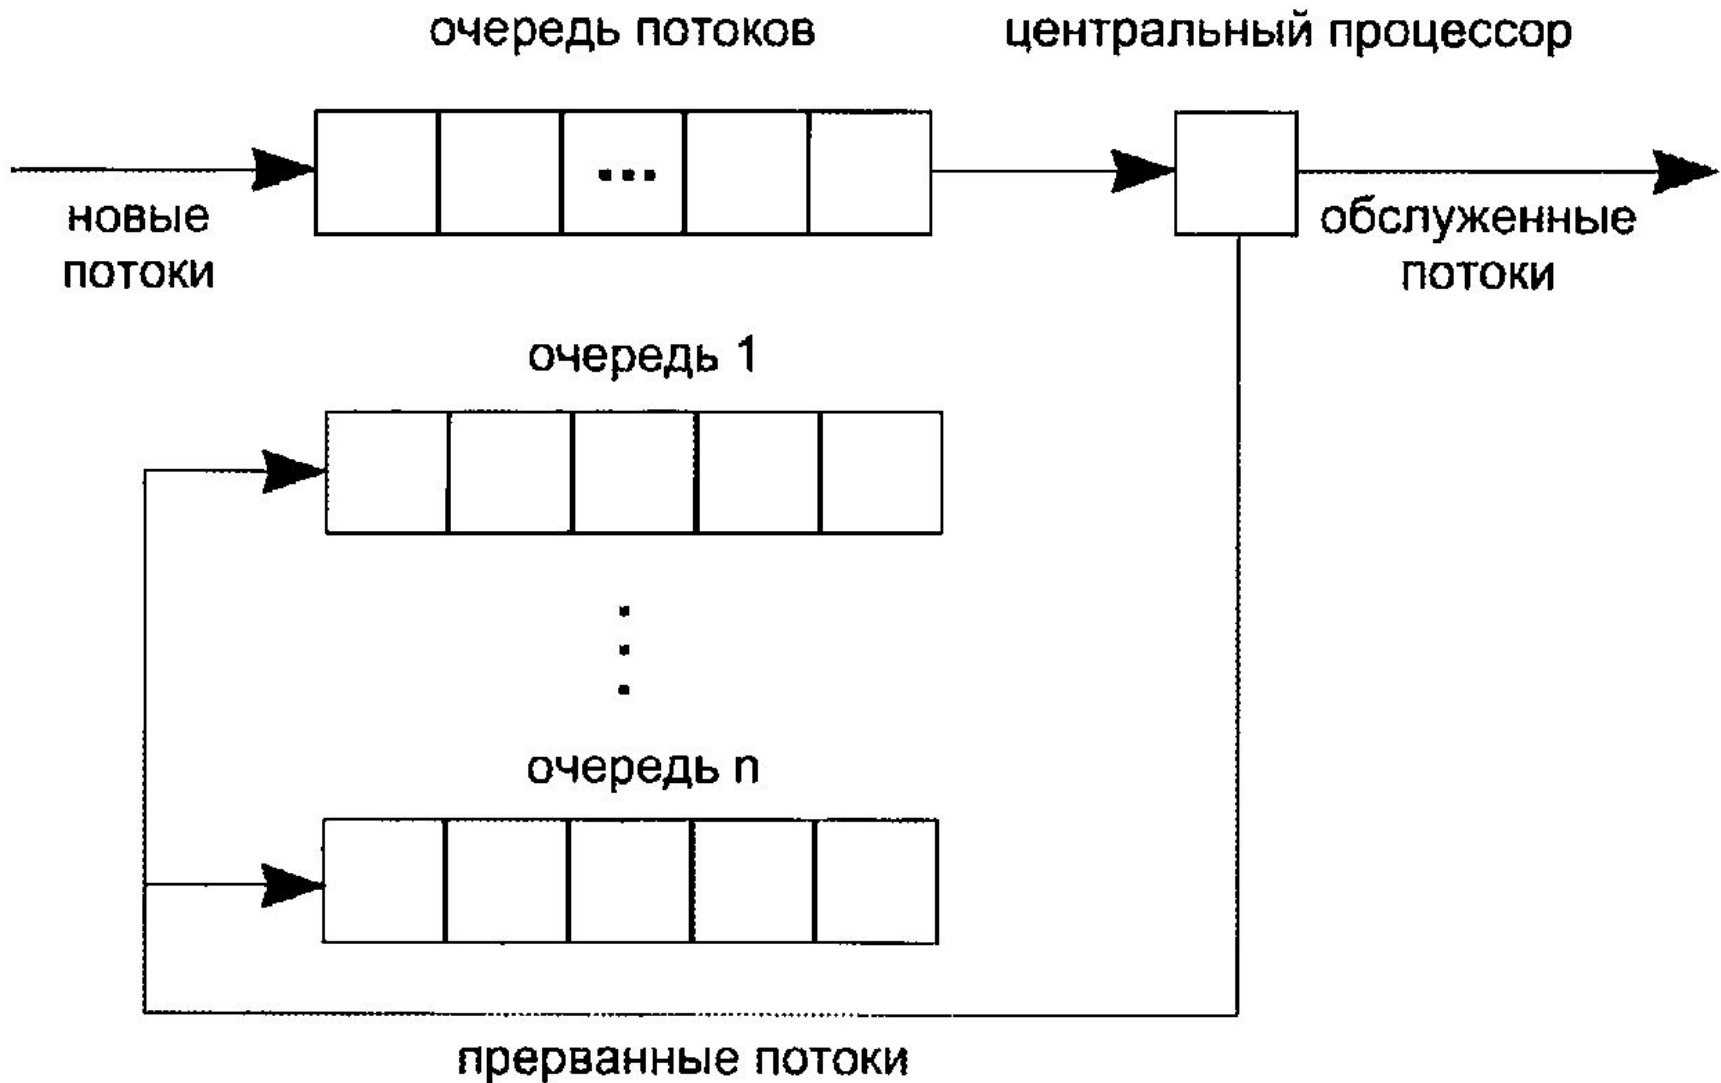 очередь потоков
центральный процессор
...
новые
потоки
обслуженные
потоки
очередь 1
очередь n
прерванные потоки